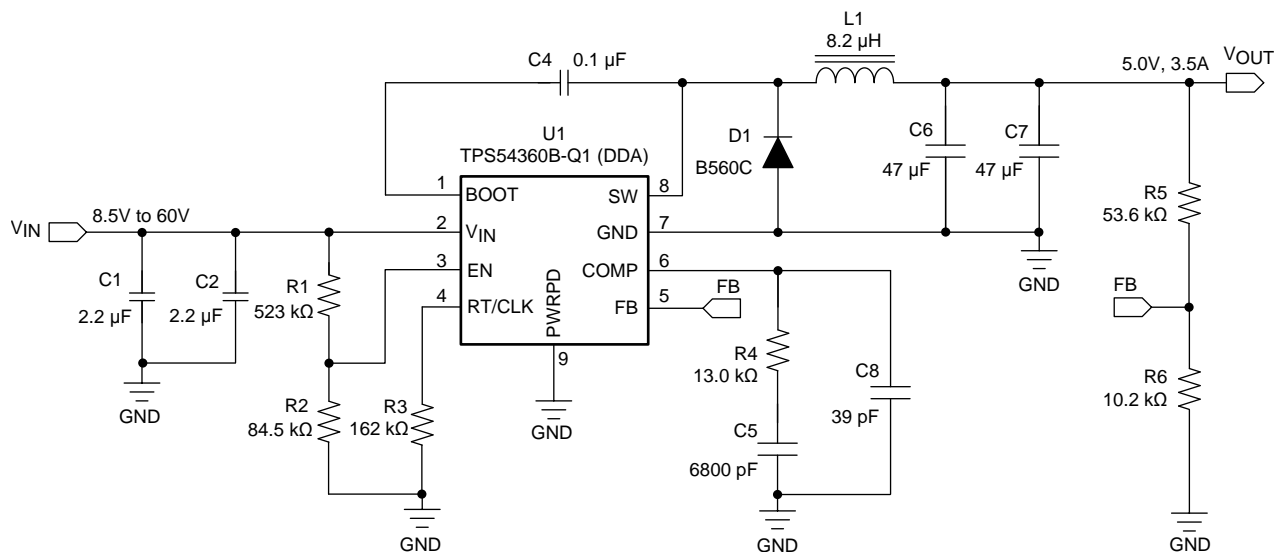 L1
8.2 µH
C4
0.1 µF
5.0V, 3.5A
VOUT
U1
TPS54360B-Q1 (DDA)
D1
B560C
C6
47 µF
C7
47 µF
R5
53.6 kΩ
1
BOOT
SW
8
VIN
8.5V to 60V
2
VIN
GND
7
3
EN
COMP
6
4
RT/CLK
PWRPD
FB
5
FB
GND
FB
C1
2.2 µF
C2
2.2 µF
R1
523 kΩ
9
R4
13.0 kΩ
C8
39 pF
R6
10.2 kΩ
GND
R2
84.5 kΩ
R3
162 kΩ
GND
C5
6800 pF
GND
GND
GND